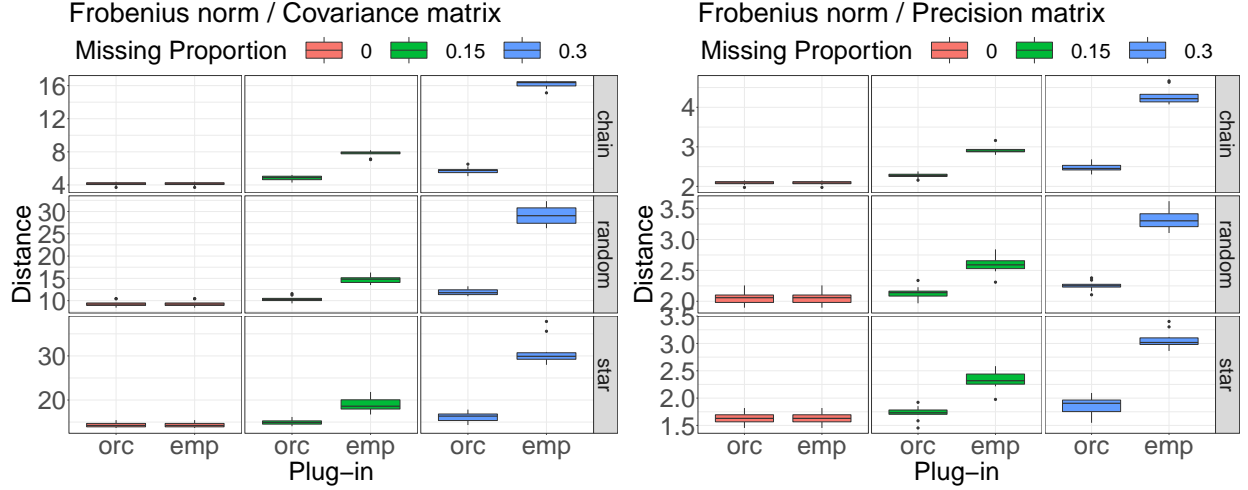 Frobenius norm / Covariance matrix
Missing Proportion 0 0.15 0.3
Distance
16
12
8
4
chain
30
25
20
15
10
random
30
20
star
orc emp orc emp orc emp
Plug−in
Frobenius norm / Precision matrix
Missing Proportion 0 0.15 0.3
Distance
4
3
2
chain
3.5
3.0
2.5
2.0
random
3.5
3.0
2.5
2.0
1.5
star
orc emp orc emp orc emp
Plug−in